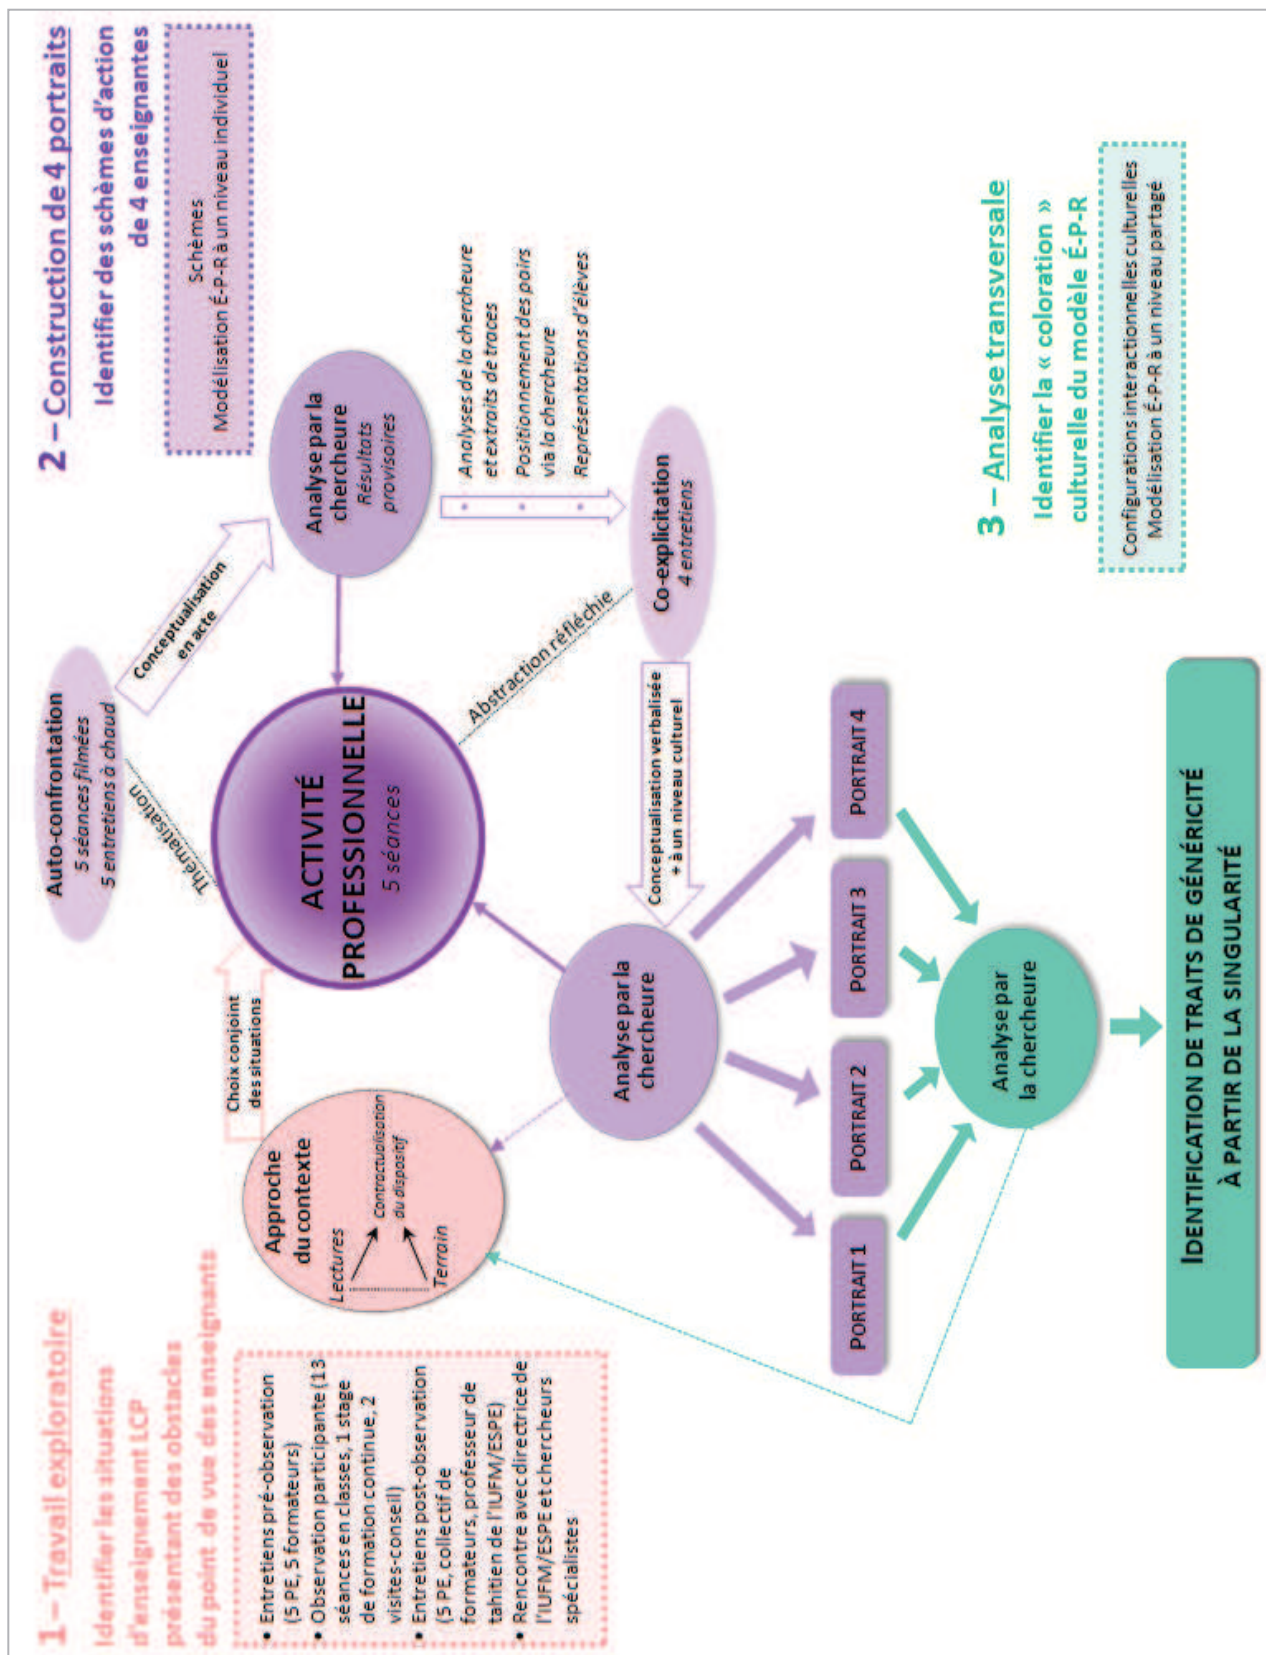 1 – Travail exploratoire
Identifier les situations
d'enseignement LCP
présentant des obstacles
du point de vue des enseignants
• Entretiens pré-observation
(5 PE, 5 formateurs)
• Observation participante (13
séances en classes, 1 stage
de formation continue, 2
visites-conseil)
• Entretiens post-observation
(5 PE, collectif de
formateurs, professeur de
tahitien de l'IUFM/ESPE)
• Rencontre avec directrice de
l'IUFM/ESPE et chercheurs
spécialistes
Approche
du contexte
Lectures
Contractualisation
du dispositif
Terrain
Choix conjoint
des situations
Auto-confrontation
5 séances filmées
5 entretiens à chaud
Thématisation
ACTIVITÉ
PROFESSIONNELLE
5 séances
Conceptualisation
en acte
2 – Construction de 4 portraits
Identifier des schèmes d'action
de 4 enseignantes
Schèmes
Modélisation É-P-R à un niveau individuel
Analyse par la
chercheure
Résultats
provisoires
• Analyses de la chercheure
et extraits de traces
• Positionnement des pairs
via la chercheure
• Représentations d'élèves
Abstraction réfléchie
Co-explicitation
4 entretiens
Conceptualisation verbalisée
+ à un niveau culturel
Analyse par la
chercheure
PORTRAIT 1
PORTRAIT 2
PORTRAIT 3
PORTRAIT 4
3 – Analyse transversale
Identifier la « coloration »
culturelle du modèle É-P-R
Configurations interactionnelles culturelles
Modélisation É-P-R à un niveau partagé
Analyse par
la chercheure
IDENTIFICATION DE TRAITS DE GÉNÉRICITÉ
À PARTIR DE LA SINGULARITÉ